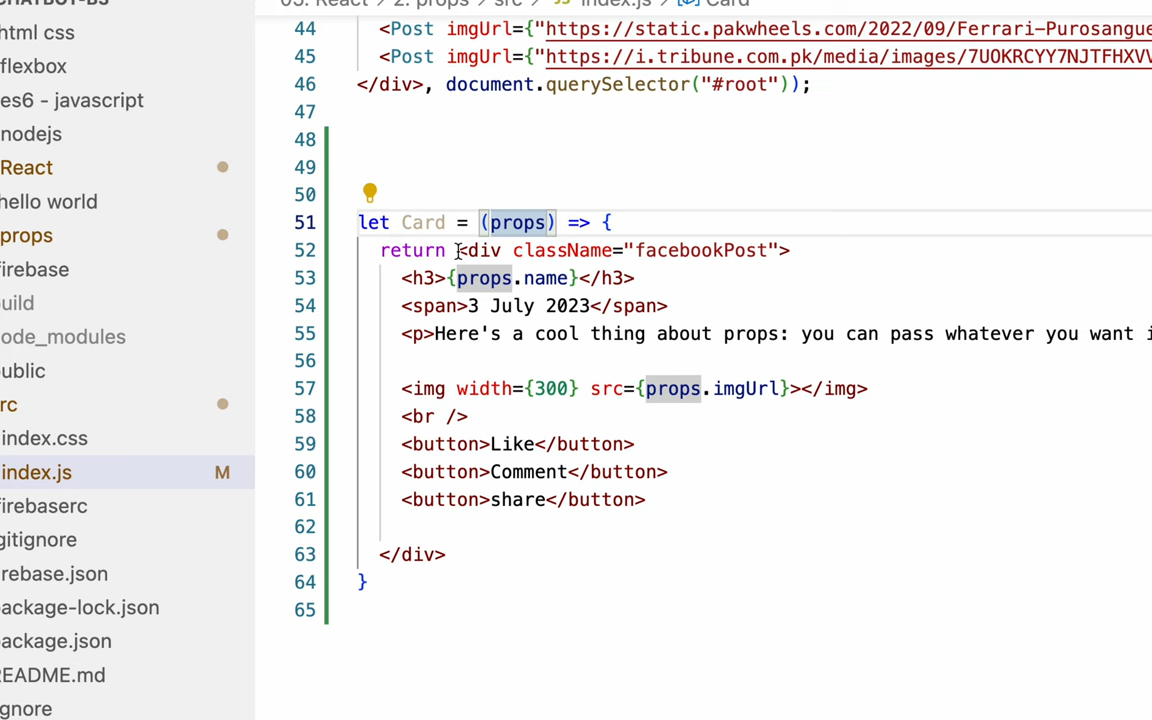 CHATBOT-BS
html css
flexbox
es6 - javascript
nodejs
React
hello world
props
firebase
uild
ode_modules
ublic
rc
index.css
index.js M
firebaserc
gitignore
rebase.json
ackage-lock.json
ackage.json
README.md
gnore
03. React > 2. props > src > JS index.js > Card
44 <Post imgUrl={"https://static.pakwheels.com/2022/09/Ferrari-Purosangue
45 <Post imgUrl={"https://i.tribune.com.pk/media/images/7UOKRCYY7NJTFHXVV
46 </div>, document.querySelector("#root"));
47
48
49
50
51 let Card = (props) => {
52 return <div className="facebookPost">
53 <h3>{props.name}</h3>
54 <span>3 July 2023</span>
55 <p>Here's a cool thing about props: you can pass whatever you want i
56
57 <img width={300} src={props.imgUrl}></img>
58 <br />
59 <button>Like</button>
60 <button>Comment</button>
61 <button>share</button>
62
63 </div>
64 }
65